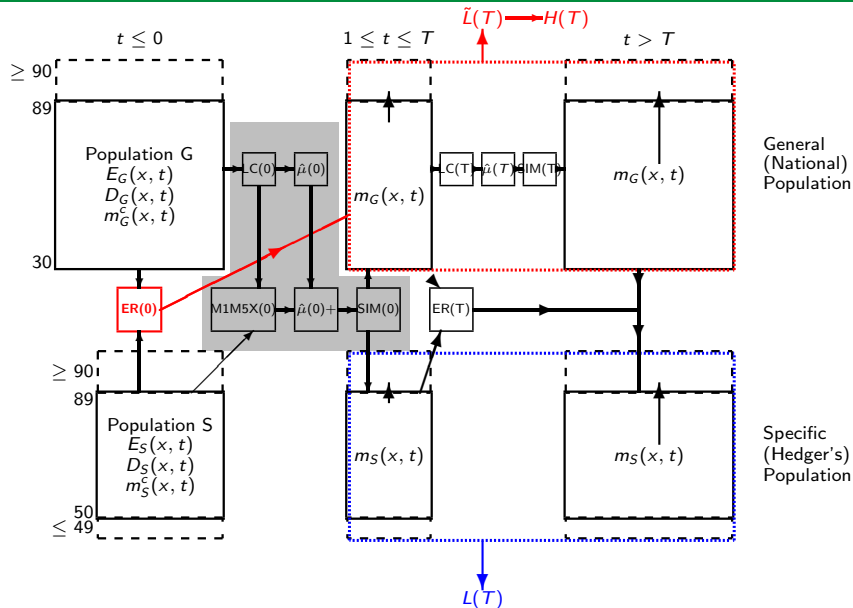 L̃(T) H(T)
t ≤ 0 1 ≤ t ≤ T t > T
≥ 90
89
Population G
E_G(x, t)
D_G(x, t)
m^c_G(x, t)
30
LC(0) μ̂(0)
m_G(x, t)
LC(T) μ̂(T) SIM(T)
m_G(x, t)
General
(National)
Population
ER(0) M1M5X(0) μ̂(0)+ SIM(0) ER(T)
≥ 90
89
Population S
E_S(x, t)
D_S(x, t)
m^c_S(x, t)
50
≤ 49
m_S(x, t)
m_S(x, t)
Specific
(Hedger's)
Population
L(T)